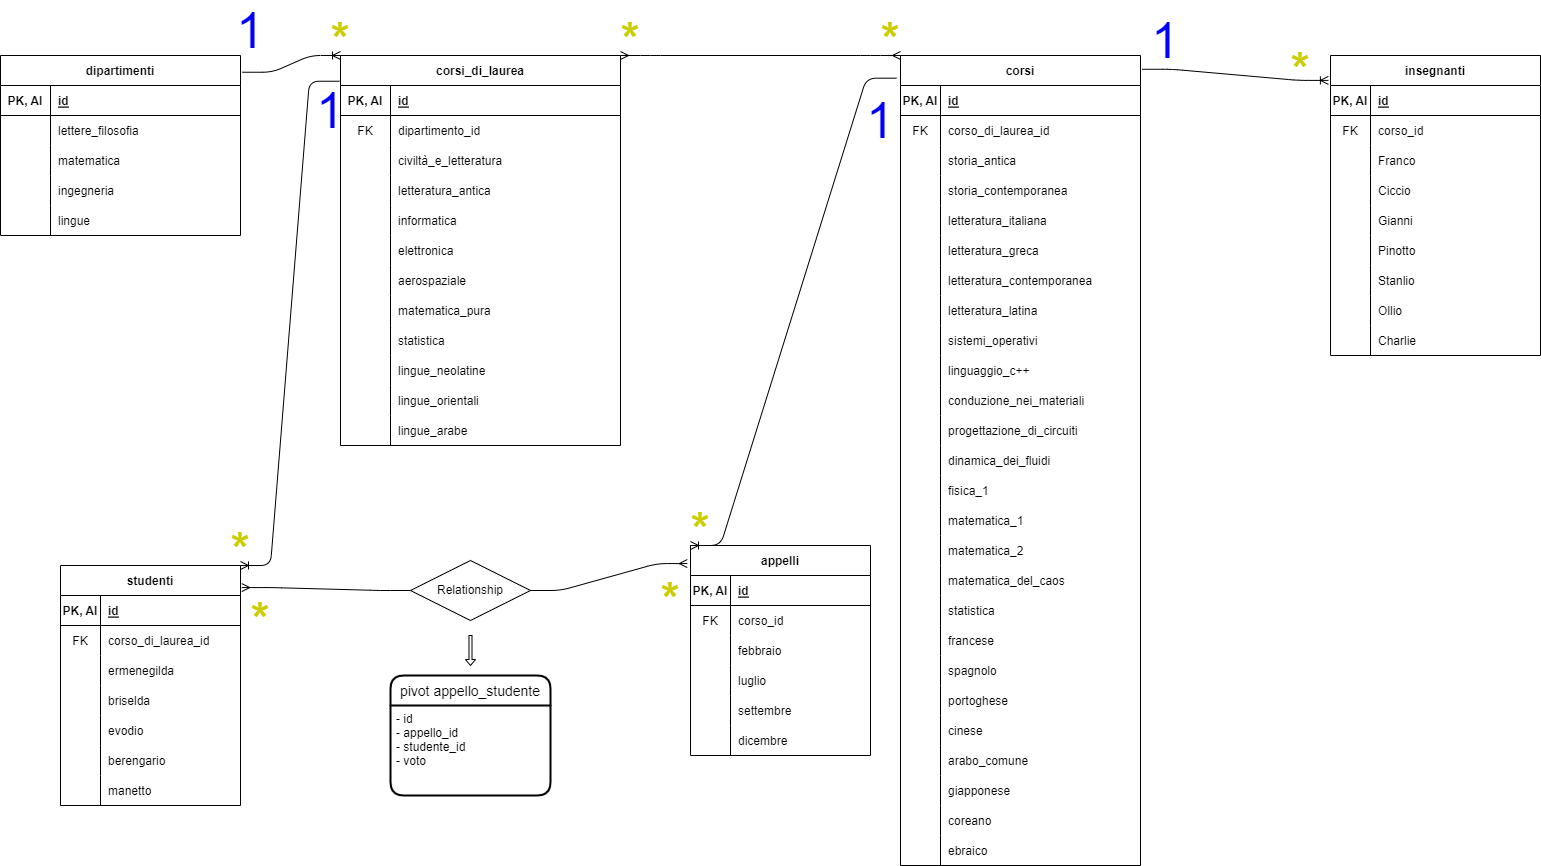 1
*
*
*
1
*
dipartimenti
PK, AI id
lettere_filosofia
matematica
ingegneria
lingue
1
corsi_di_laurea
PK, AI id
FK dipartimento_id
civiltà_e_letteratura
letteratura_antica
informatica
elettronica
aerospaziale
matematica_pura
statistica
lingue_neolatine
lingue_orientali
lingue_arabe
1
corsi
PK, AI id
FK corso_di_laurea_id
storia_antica
storia_contemporanea
letteratura_italiana
letteratura_greca
letteratura_contemporanea
letteratura_latina
sistemi_operativi
linguaggio_c++
conduzione_nei_materiali
progettazione_di_circuiti
dinamica_dei_fluidi
fisica_1
matematica_1
matematica_2
matematica_del_caos
statistica
francese
spagnolo
portoghese
cinese
arabo_comune
giapponese
coreano
ebraico
insegnanti
PK, AI id
FK corso_id
Franco
Ciccio
Gianni
Pinotto
Stanlio
Ollio
Charlie
*
studenti
PK, AI id
FK corso_di_laurea_id
ermenegilda
briselda
evodio
berengario
manetto
*
Relationship
pivot appello_studente
- id
- appello_id
- studente_id
- voto
*
*
appelli
PK, AI id
FK corso_id
febbraio
luglio
settembre
dicembre